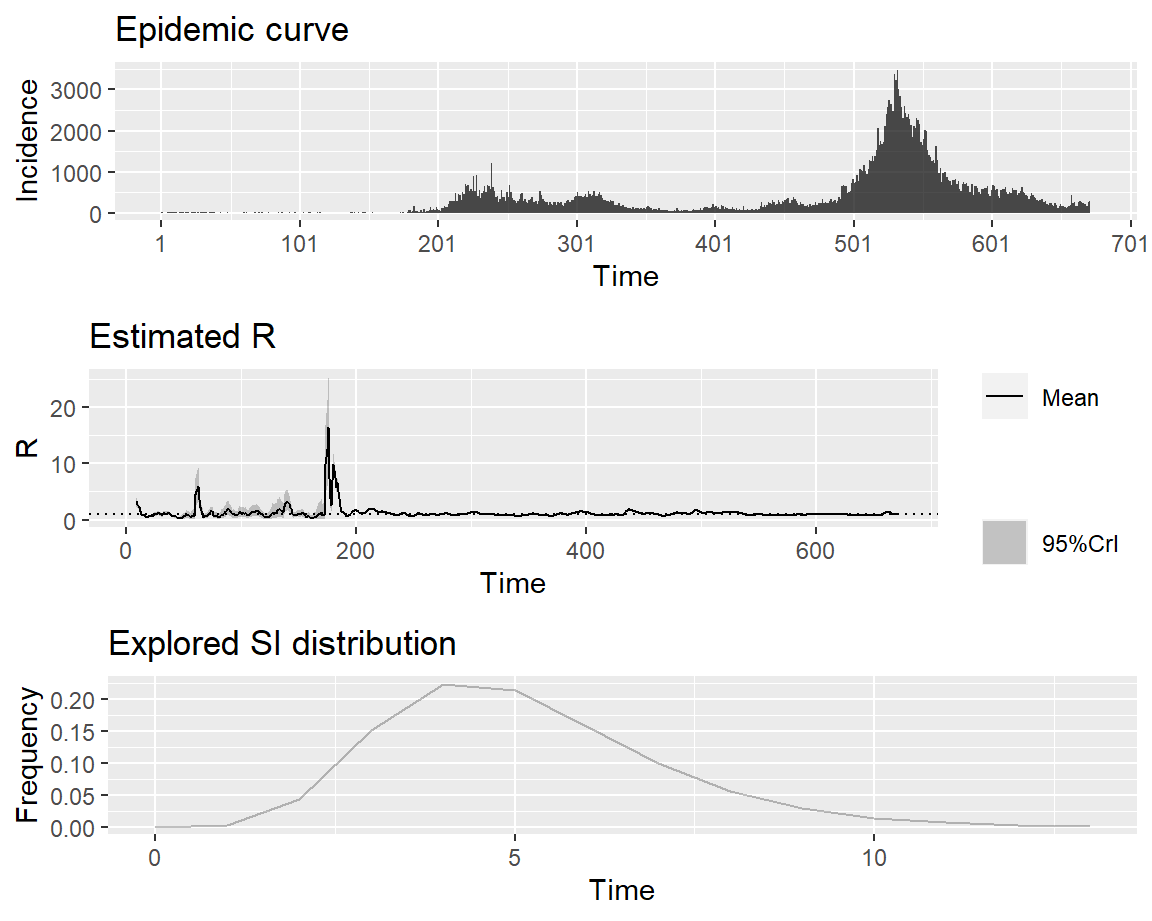 Epidemic curve
Incidence
3000
2000
1000
0
1 101 201 301 401 501 601 701
Time
Estimated R
R
20
10
0
0 200 400 600
Time
Mean
95%CrI
Explored SI distribution
Frequency
0.20
0.15
0.10
0.05
0.00
0 5 10
Time